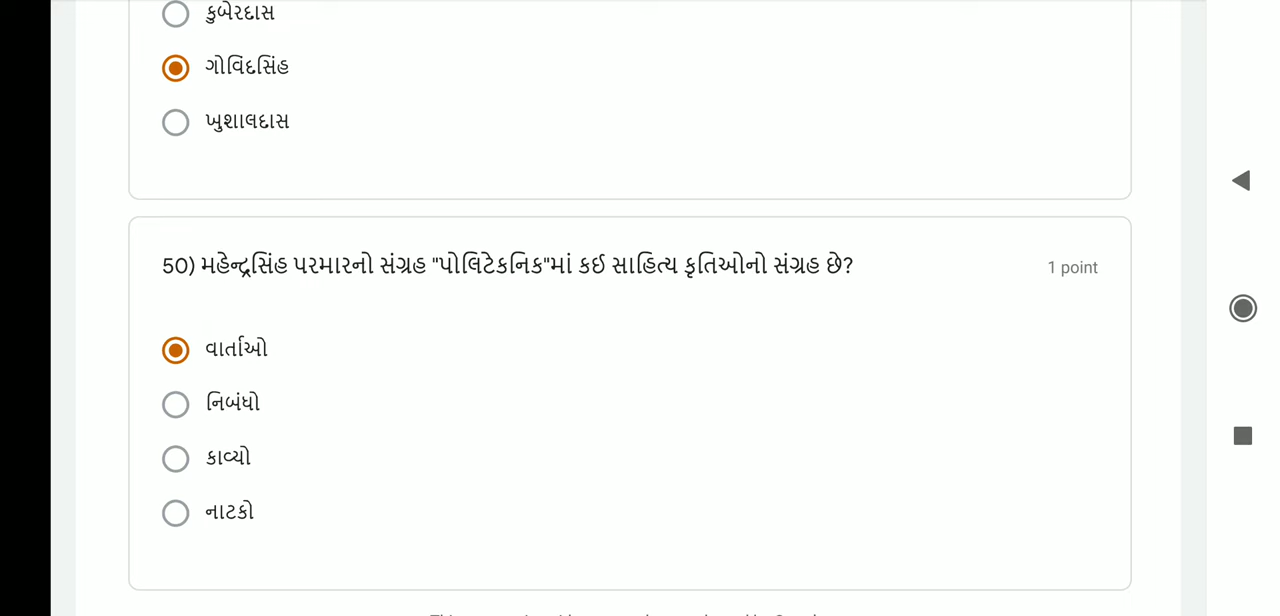 કુબેરદાસ
ગોવિંદસિંહ
ખુશાલદાસ
50) મહેન્દ્રસિંહ પરમારનો સંગ્રહ "પોલિટેકનિક"માં કઈ સાહિત્ય કૃતિઓનો સંગ્રહ છે?
1 point
વાર્તાઓ
નિબંધો
કાવ્યો
નાટકો